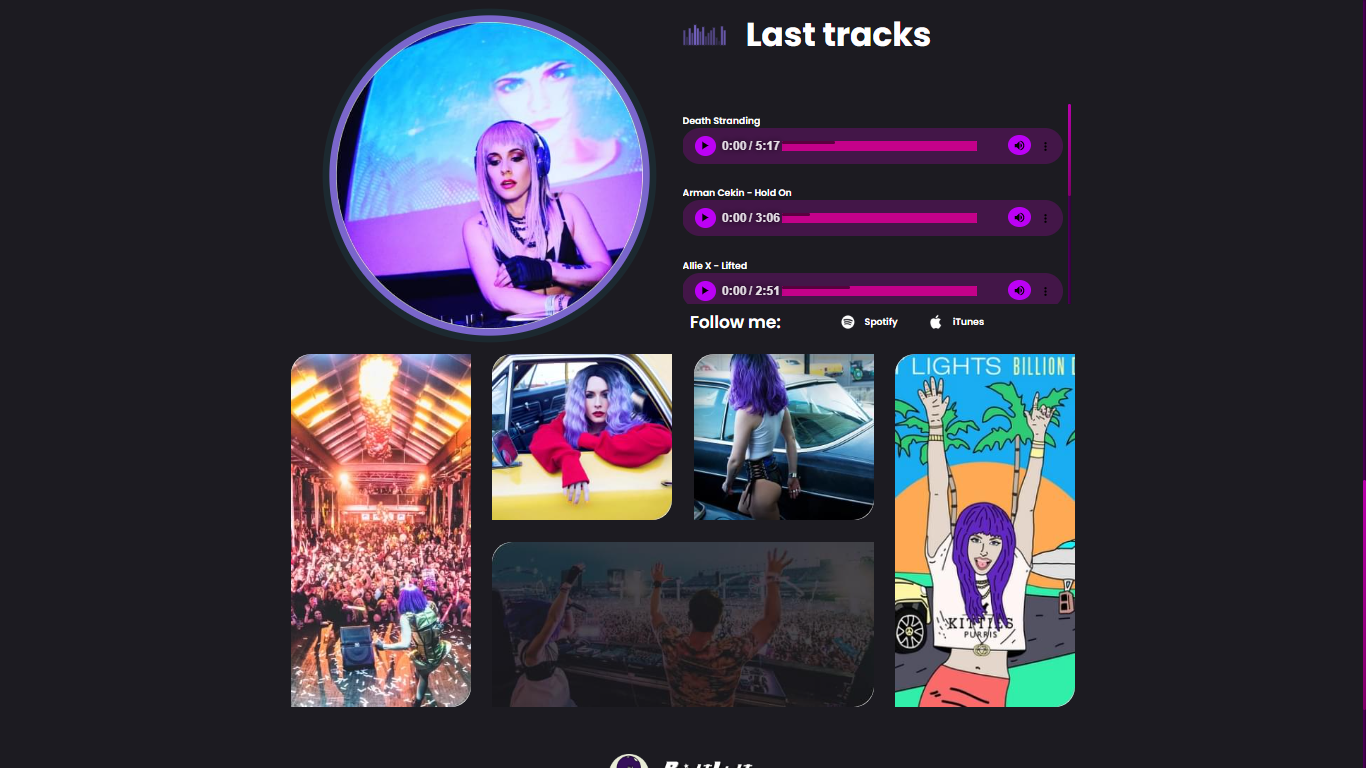 Last tracks
Death Stranding
0:00 / 5:17
Arman Cekin - Hold On
0:00 / 3:06
Allie X - Lifted
0:00 / 2:51
Follow me:
Spotify
iTunes
LIGHTS BILLION
KITTIES
PURRIS